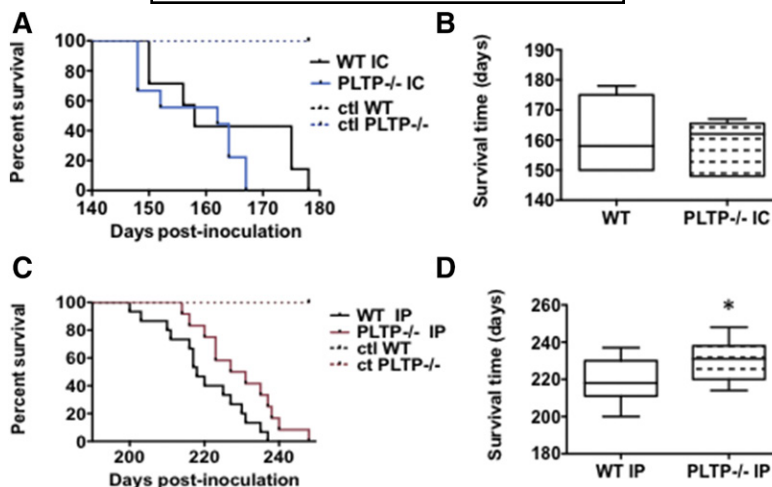 A
100
80
60
40
20
0
Percent survival
140 150 160 170 180
Days post-inoculation
WT IC
PLTP-/- IC
ctl WT
ctl PLTP-/-
B
190
180
170
160
150
140
Survival time (days)
WT PLTP-/- IC
C
100
80
60
40
20
0
Percent survival
200 220 240
Days post-inoculation
WT IP
PLTP-/- IP
ctl WT
ct PLTP-/-
D
260
240
220
200
180
Survival time (days)
*
WT IP PLTP-/- IP